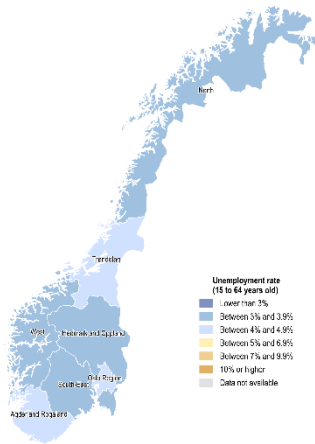 North
Trøndelag
West
Hedmark and Oppland
Oslo Region
South-East
Agder and Rogaland
Unemployment rate
(15 to 64 years old)
Lower than 3%
Between 3% and 3.9%
Between 4% and 4.9%
Between 5% and 6.9%
Between 7% and 9.9%
10% or higher
Data not available